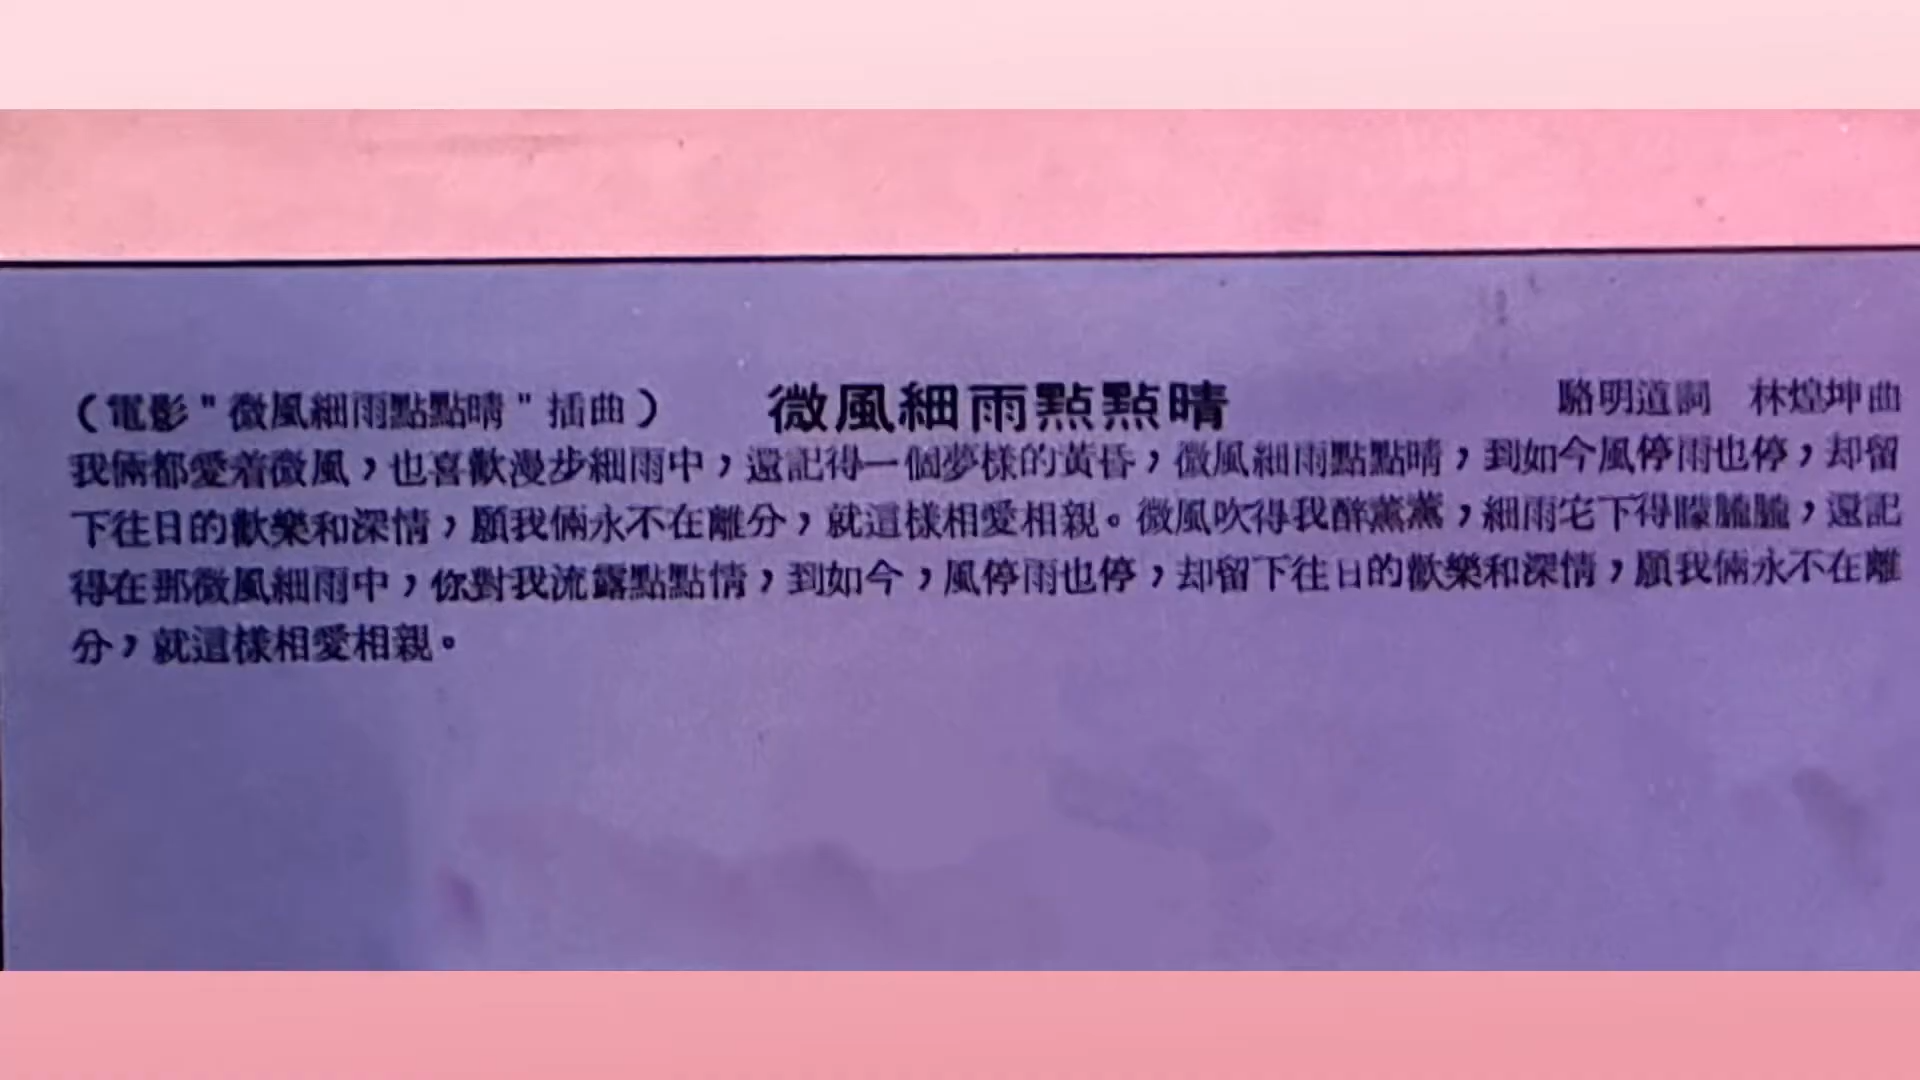 （電影"微風細雨點點晴"插曲） 微風細雨點點晴 駱明道詞 林煌坤曲
我倆都愛着微風，也喜歡漫步細雨中，還記得一個夢樣的黃昏，微風細雨點點晴，到如今風停雨也停，却留
下往日的歡樂和深情，願我倆永不在離分，就這樣相愛相親。微風吹得我醉薰薰，細雨宅下得矇朧朧，還記
得在那微風細雨中，你對我流露點點情，到如今，風停雨也停，却留下往日的歡樂和深情，願我倆永不在離
分，就這樣相愛相親。